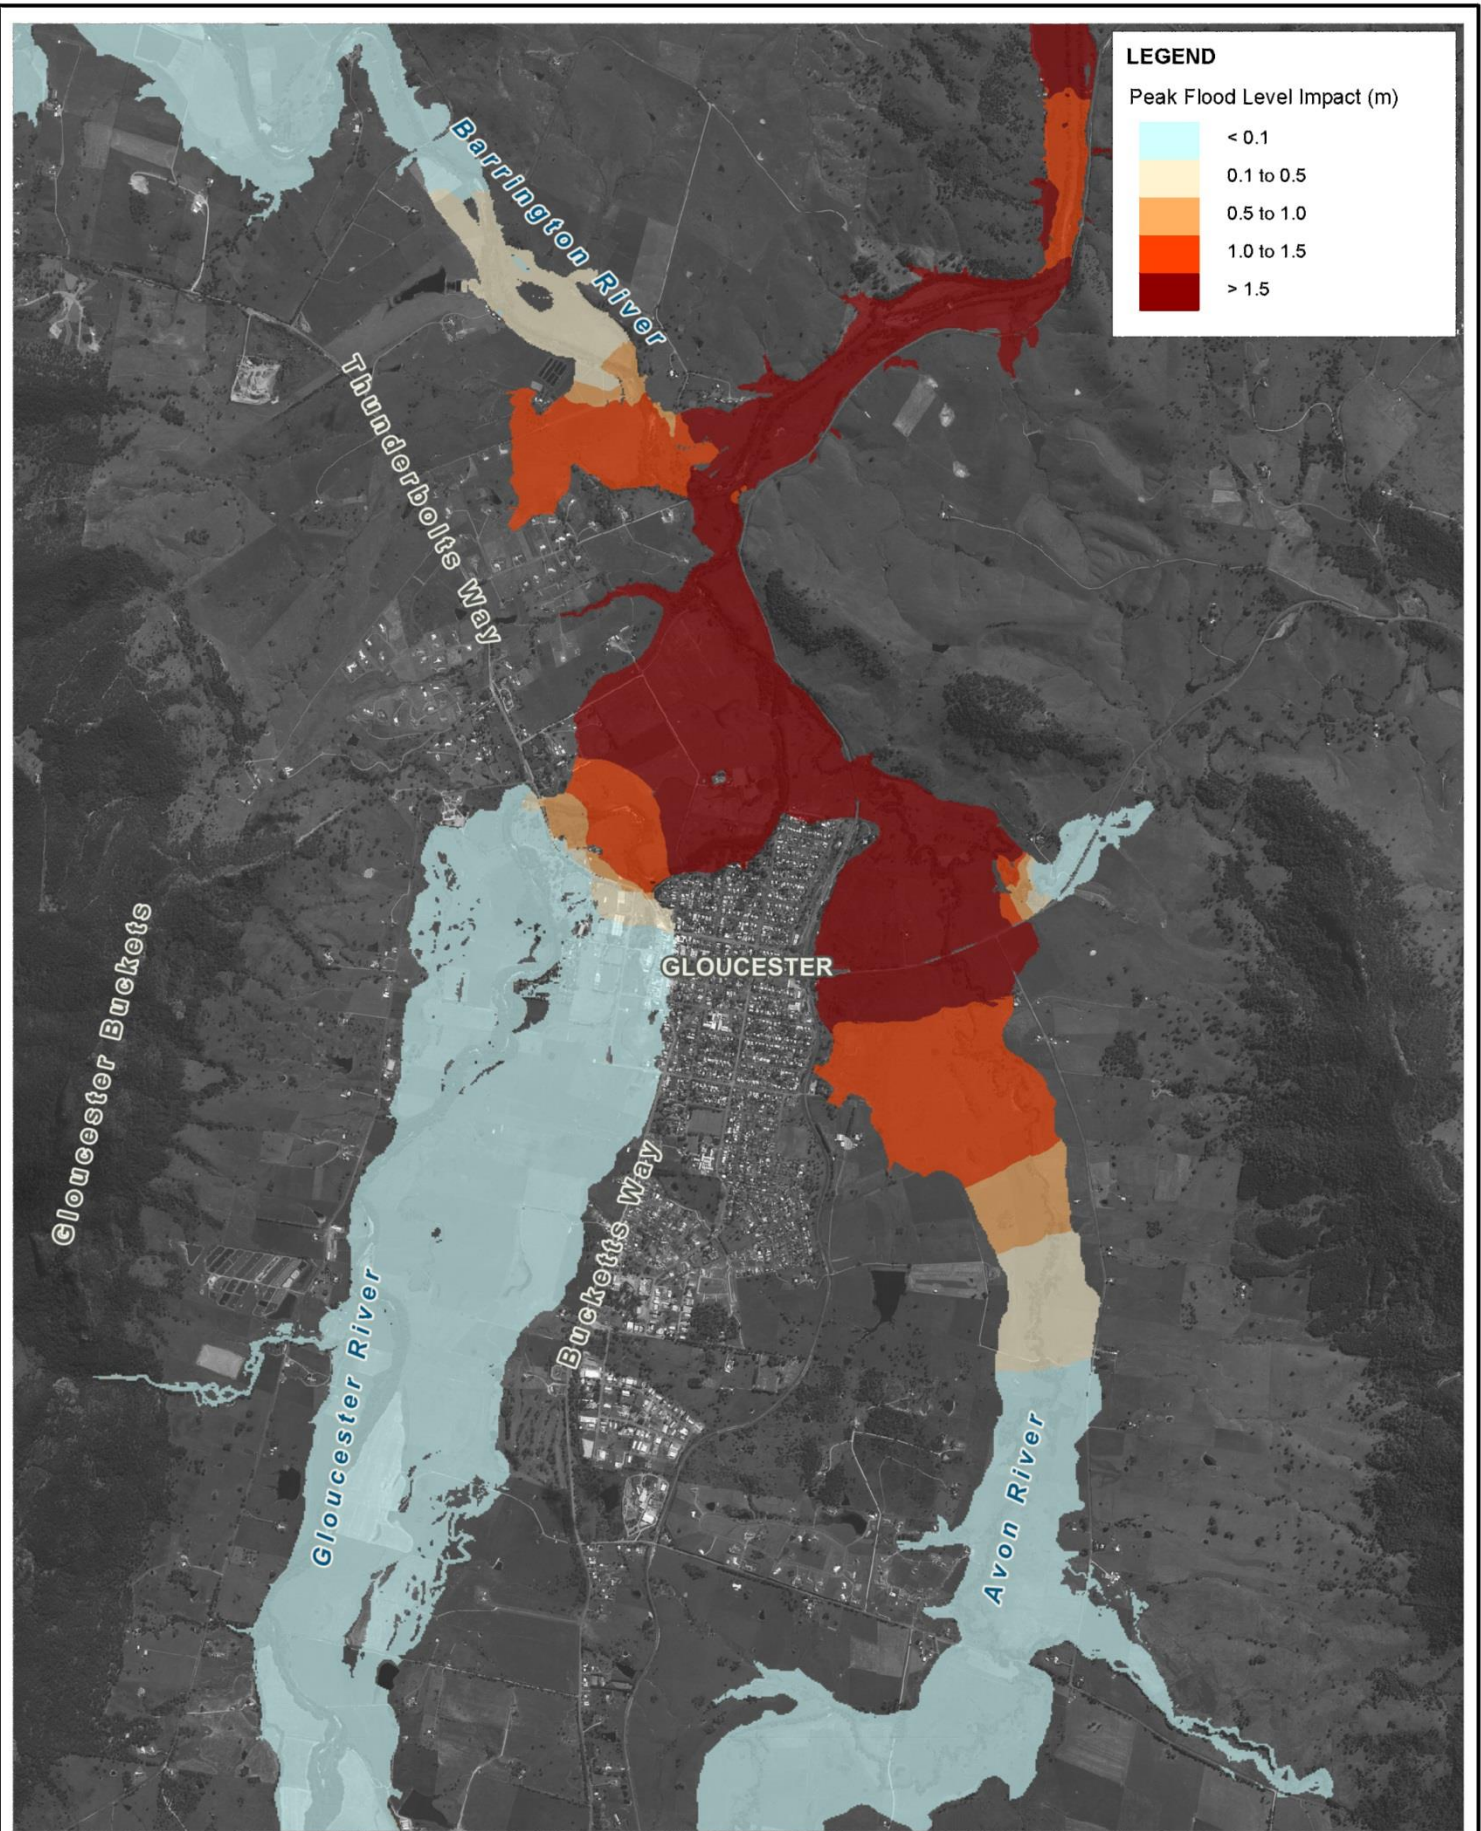 LEGEND
Peak Flood Level Impact (m)
< 0.1
0.1 to 0.5
0.5 to 1.0
1.0 to 1.5
> 1.5
Barrington River
Thunderbolts Way
GLOUCESTER
Gloucester Buckets
Bucketts Way
Gloucester River
Avon River